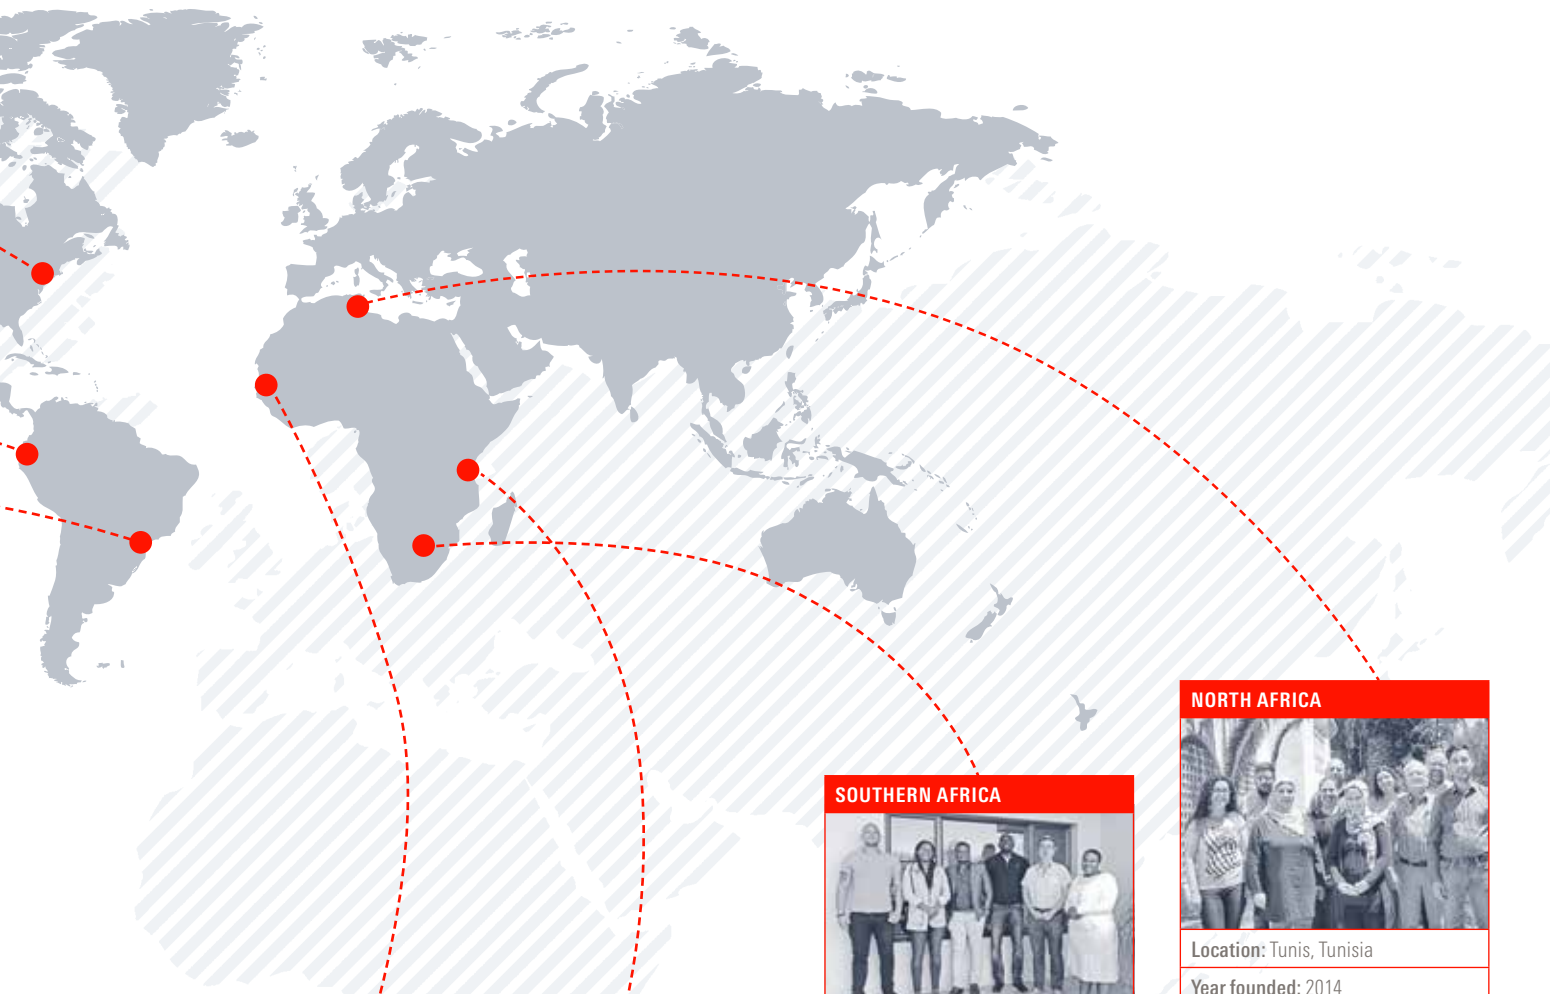 NORTH AFRICA
SOUTHERN AFRICA
Location: Tunis, Tunisia
Year founded: 2014